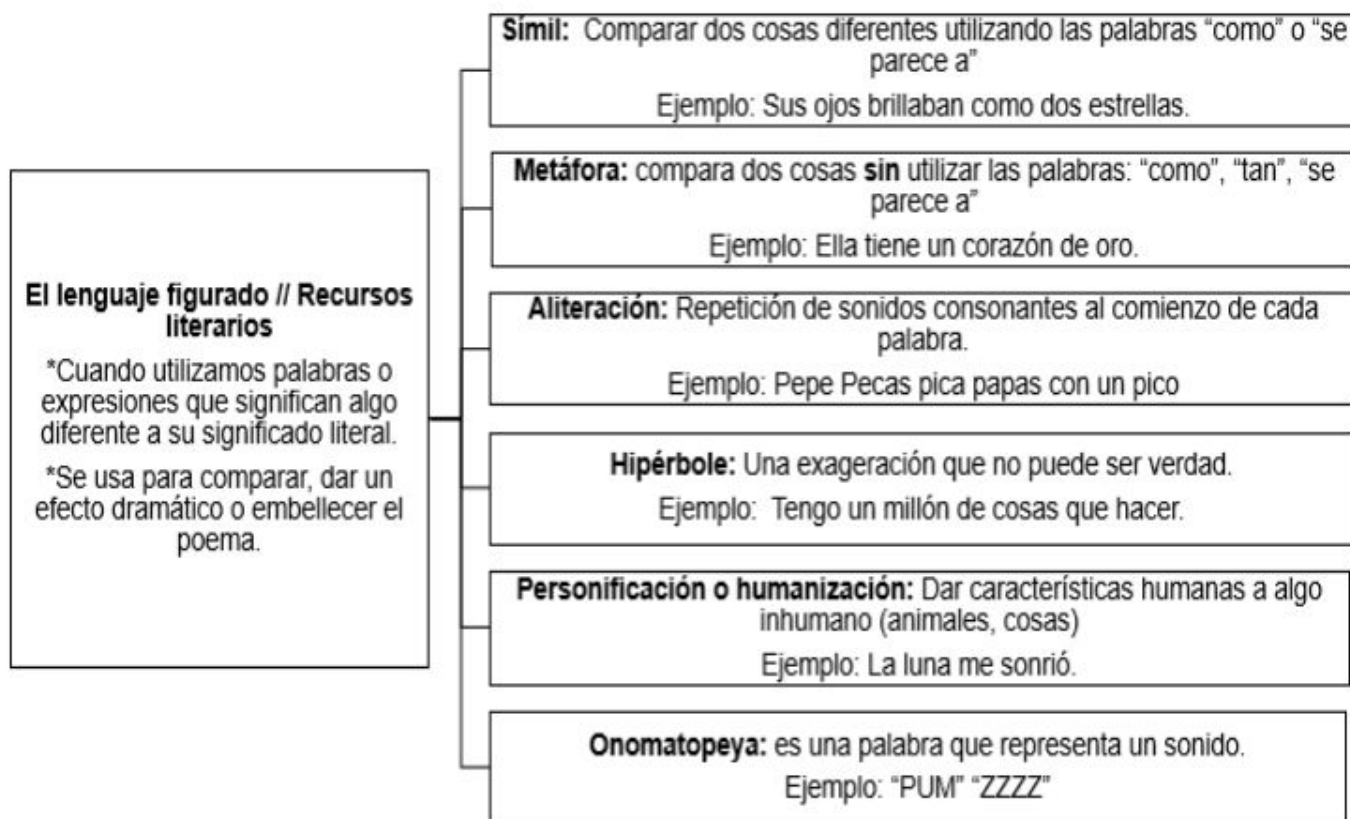 El lenguaje figurado // Recursos
literarios
*Cuando utilizamos palabras o
expresiones que significan algo
diferente a su significado literal.
*Se usa para comparar, dar un
efecto dramático o embellecer el
poema.
Símil: Comparar dos cosas diferentes utilizando las palabras “como” o “se
parece a”
Ejemplo: Sus ojos brillaban como dos estrellas.
Metáfora: compara dos cosas sin utilizar las palabras: “como”, “tan”, “se
parece a”
Ejemplo: Ella tiene un corazón de oro.
Aliteración: Repetición de sonidos consonantes al comienzo de cada
palabra.
Ejemplo: Pepe Pecas pica papas con un pico
Hipérbole: Una exageración que no puede ser verdad.
Ejemplo: Tengo un millón de cosas que hacer.
Personificación o humanización: Dar características humanas a algo
inhumano (animales, cosas)
Ejemplo: La luna me sonrió.
Onomatopeya: es una palabra que representa un sonido.
Ejemplo: “PUM” “ZZZZ”